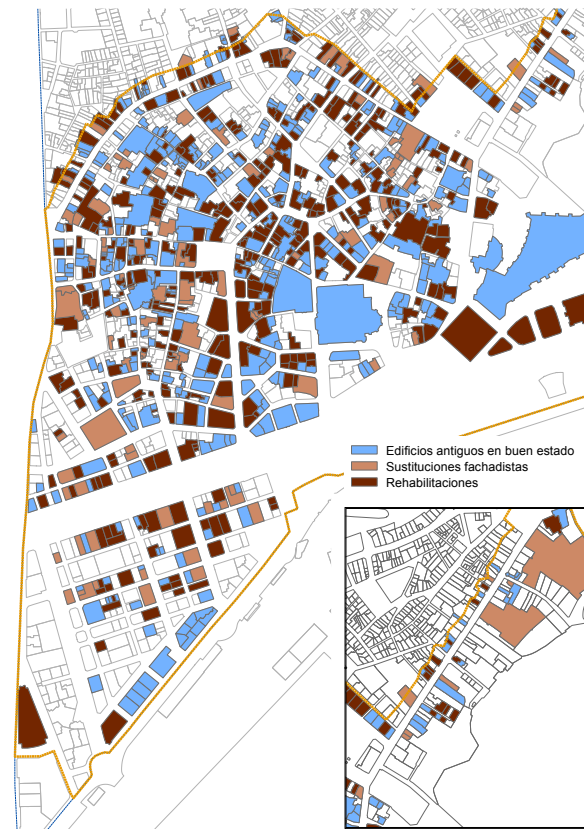 Edificios antiguos en buen estado
Sustituciones fachadistas
Rehabilitaciones